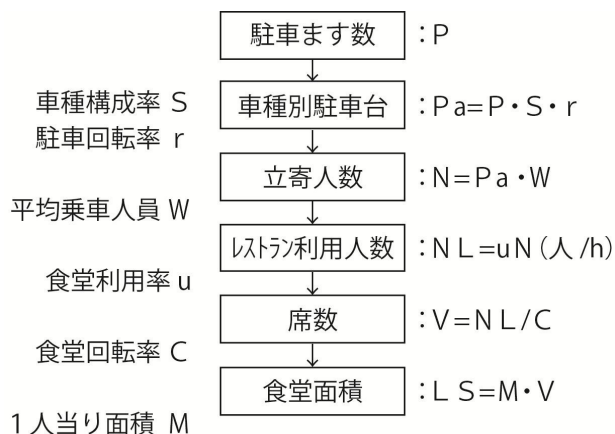 駐車ます数 :P
車種構成率 S
駐車回転率 r
車種別駐車台 :Pa=P・S・r
立寄人数 :N=Pa・W
平均乗車人員 W
ﾚｽﾄﾗﾝ利用人数 :NL=uN(人/h)
食堂利用率 u
席数 :V=NL/C
食堂回転率 C
食堂面積 :LS=M・V
1人当り面積 M